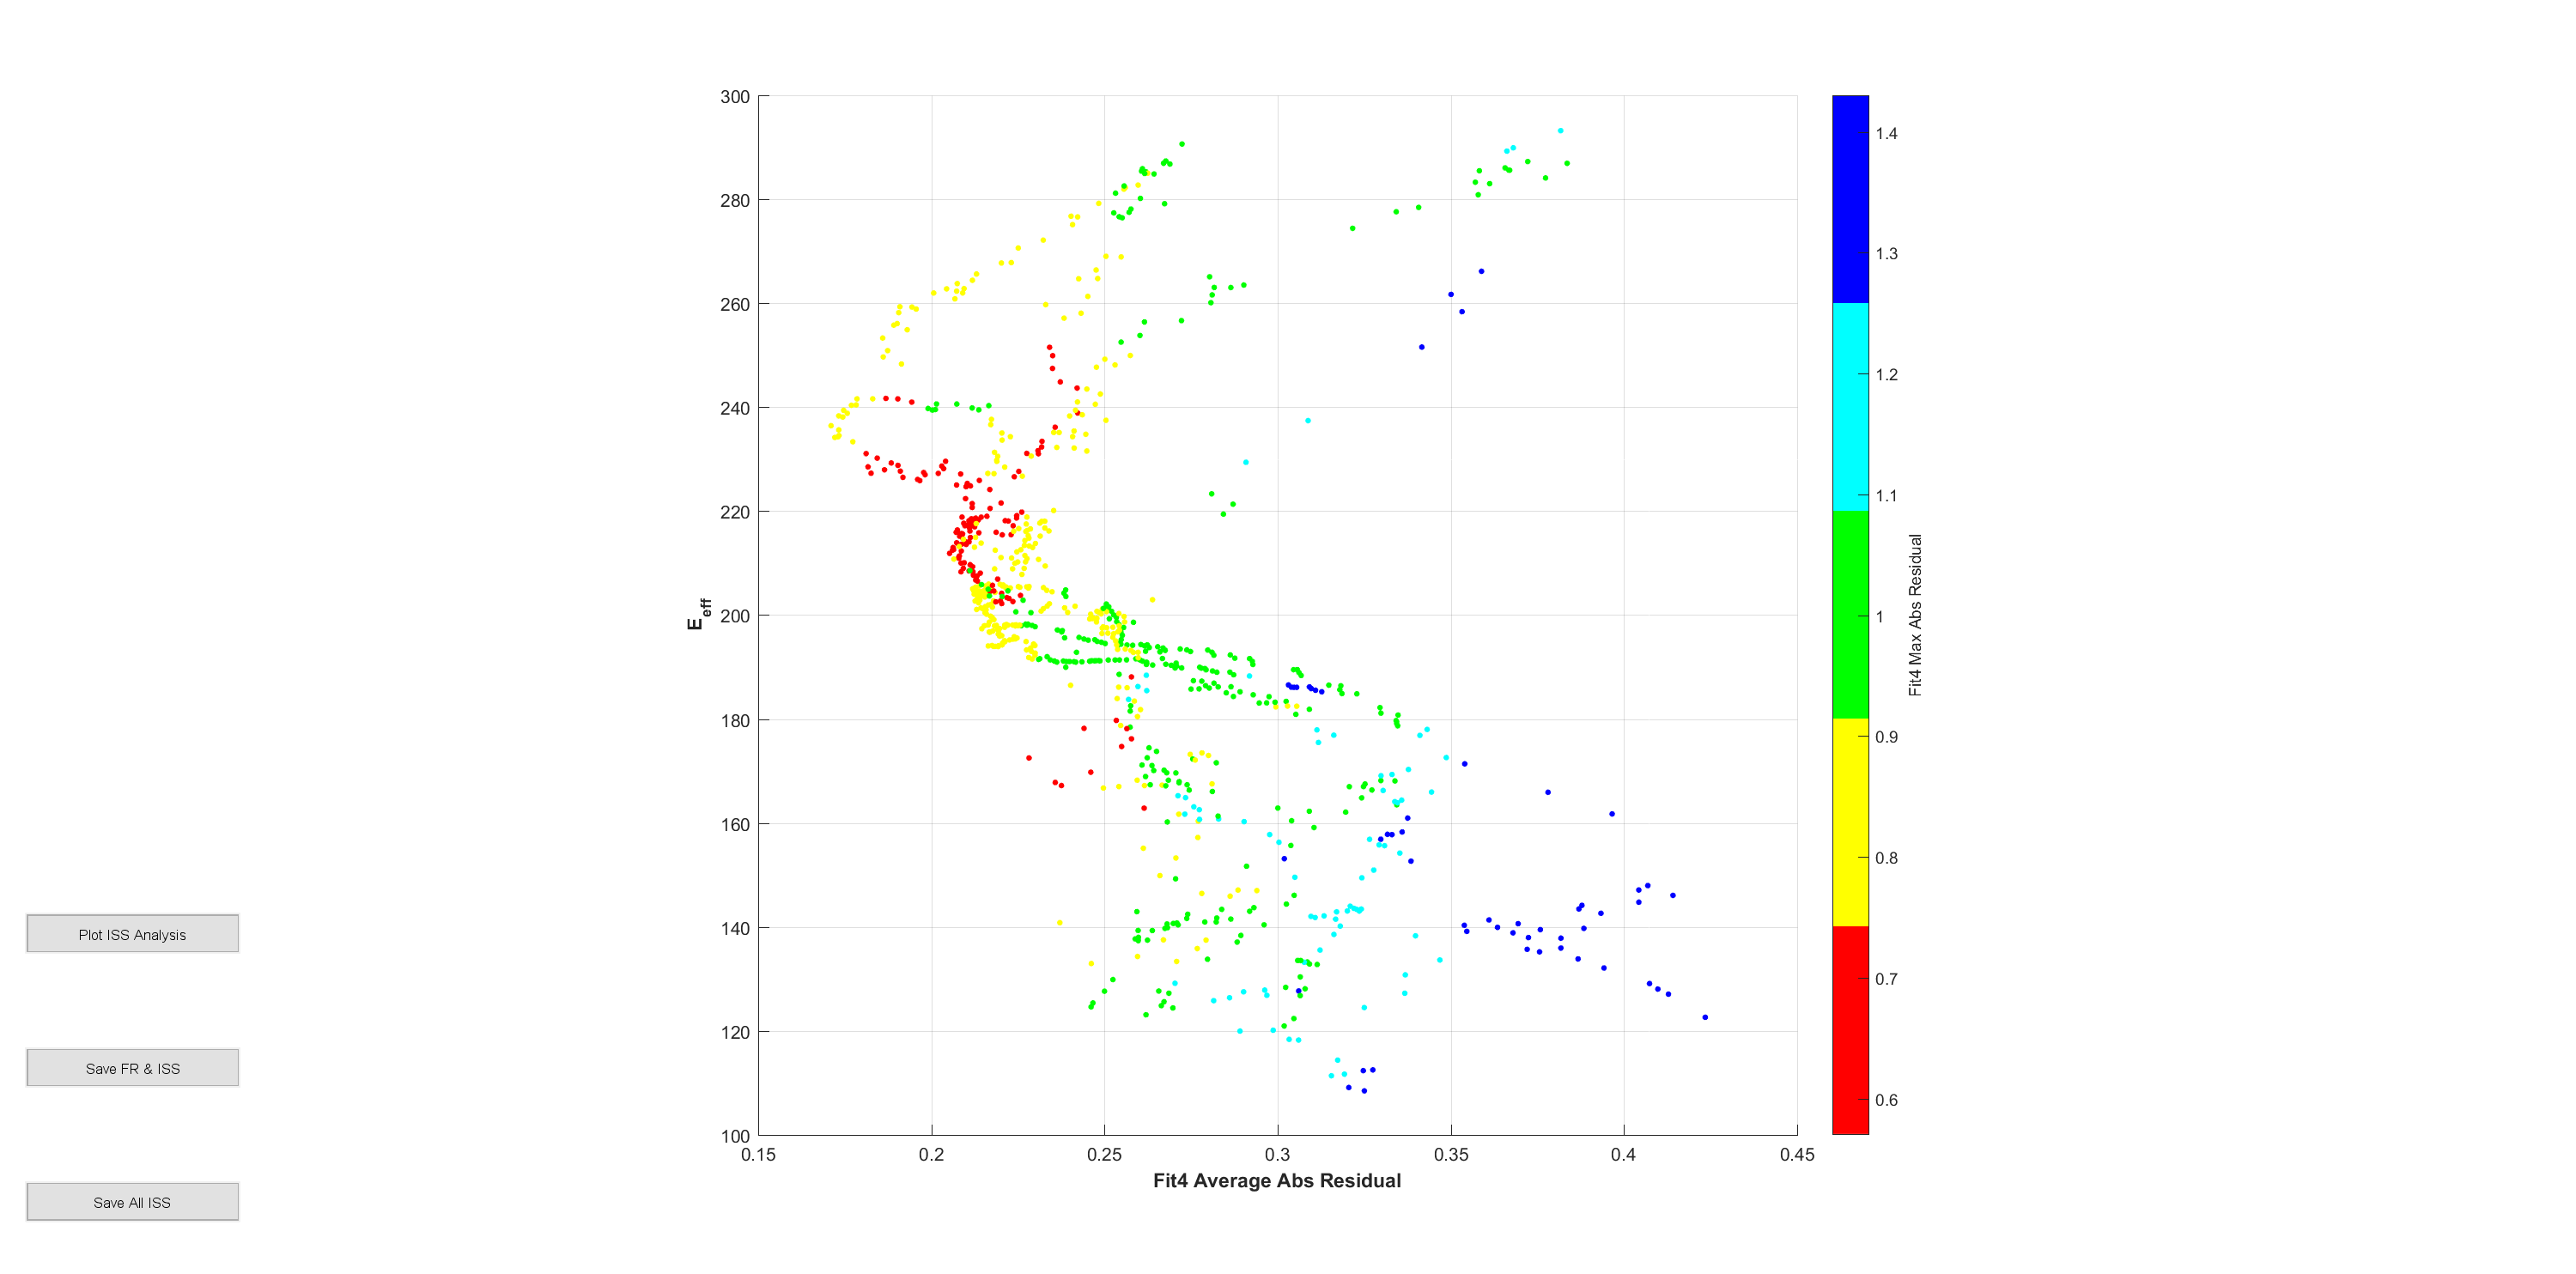 300
280
260
240
220
200
180
160
140
120
100
E_eff
0.15 0.2 0.25 0.3 0.35 0.4 0.45
Fit4 Average Abs Residual
1.4
1.3
1.2
1.1
1
0.9
0.8
0.7
0.6
Fit4 Max Abs Residual
Plot ISS Analysis
Save FR & ISS
Save All ISS